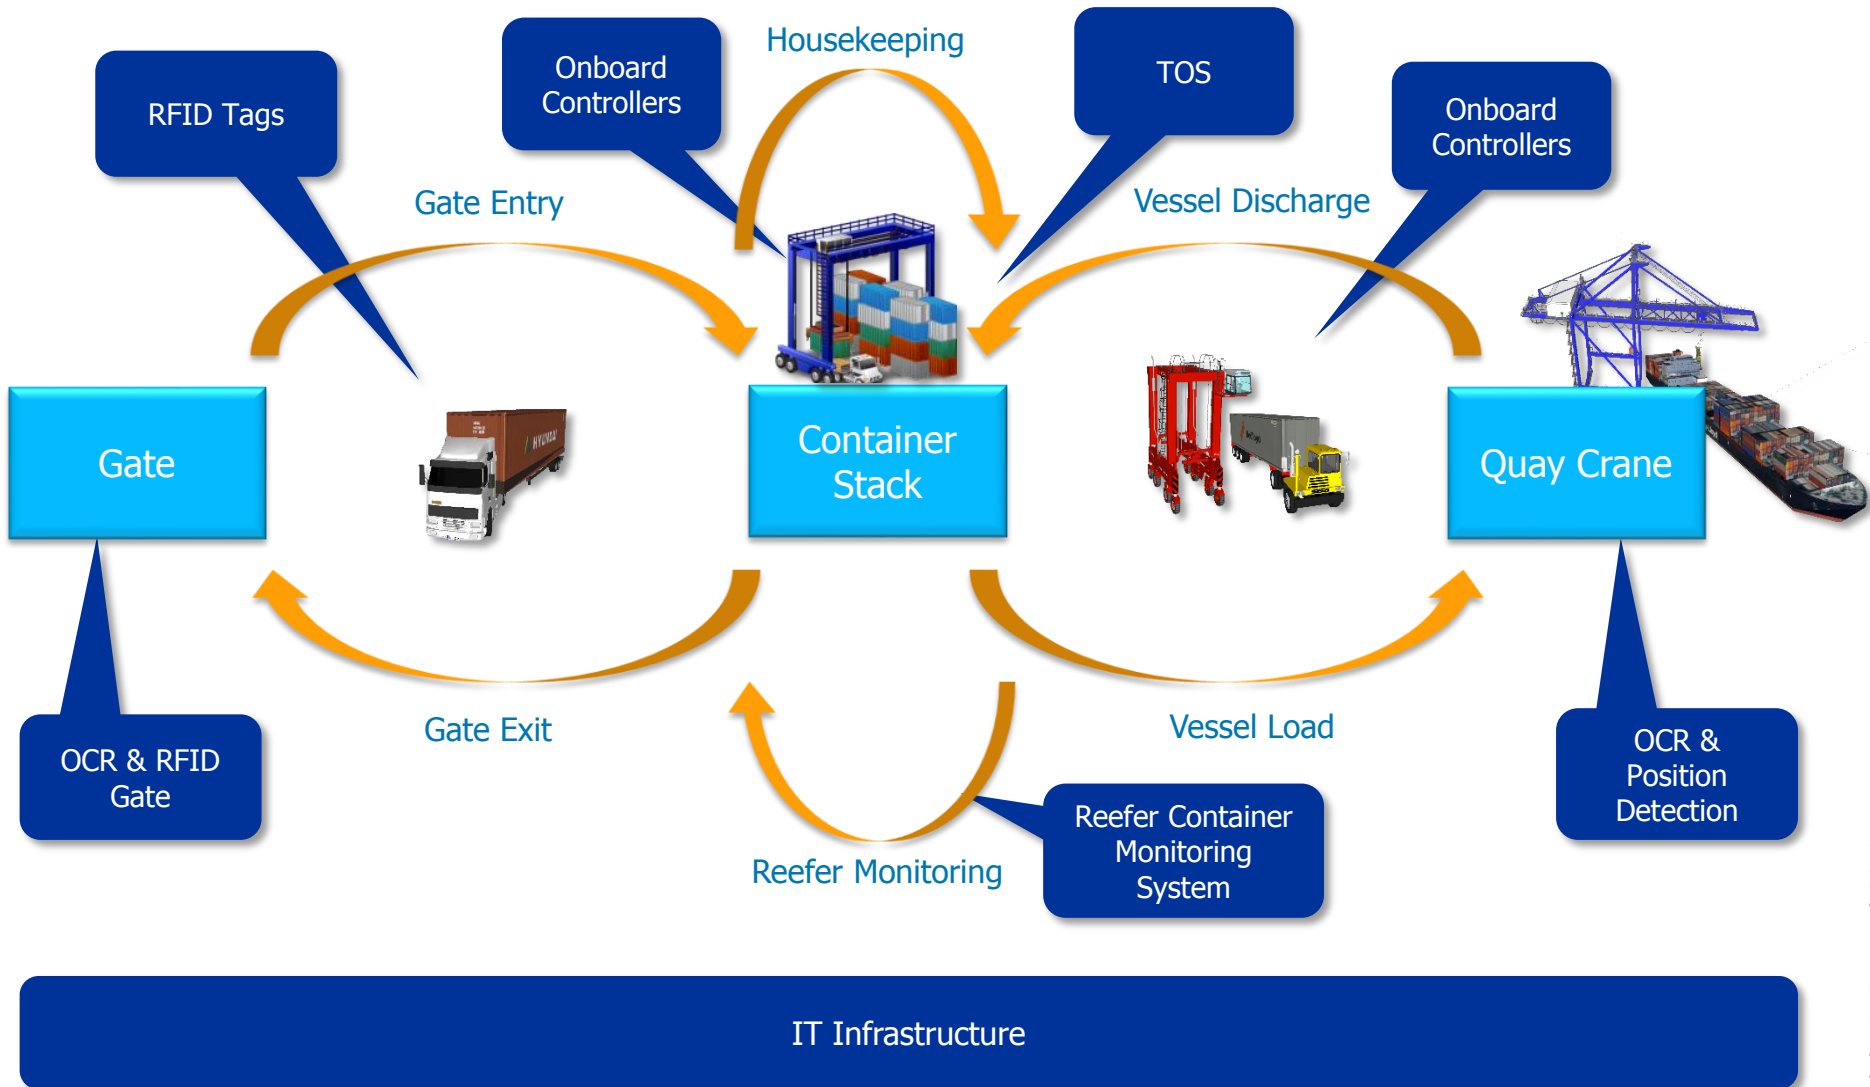 Housekeeping
Onboard
Controllers
TOS
RFID Tags
Onboard
Controllers
Gate Entry
Vessel Discharge
HYUNDAI
Gate
Container
Stack
Quay Crane
Gate Exit
Vessel Load
OCR & RFID
Gate
OCR &
Position
Detection
Reefer Container
Monitoring
System
Reefer Monitoring
IT Infrastructure